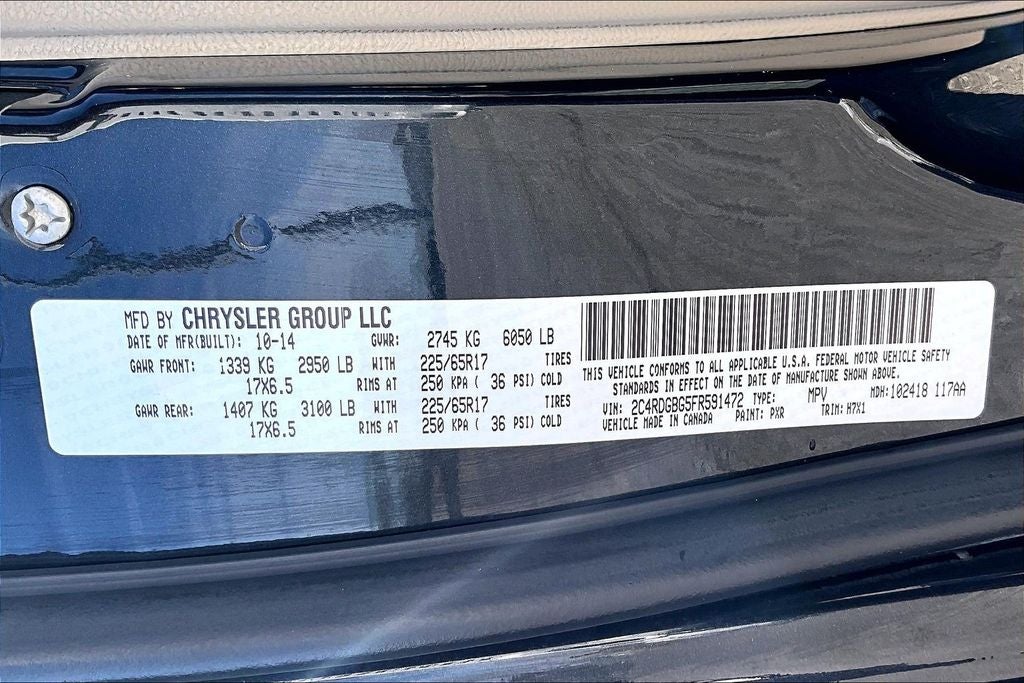 MFD BY CHRYSLER GROUP LLC
DATE OF MFR(BUILT): 10-14 GVWR: 2745 KG 6050 LB
GAWR FRONT: 1339 KG 2950 LB WITH 225/65R17 TIRES
17X6.5 RIMS AT 250 KPA ( 36 PSI) COLD
GAWR REAR: 1407 KG 3100 LB WITH 225/65R17 TIRES
17X6.5 RIMS AT 250 KPA ( 36 PSI) COLD
THIS VEHICLE CONFORMS TO ALL APPLICABLE U.S.A. FEDERAL MOTOR VEHICLE SAFETY
STANDARDS IN EFFECT ON THE DATE OF MANUFACTURE SHOWN ABOVE.
VIN: 2C4RDGBG5FR591472 TYPE: MPV MDH: 102418 117AA
VEHICLE MADE IN CANADA PAINT: PXR TRIM: H7X1